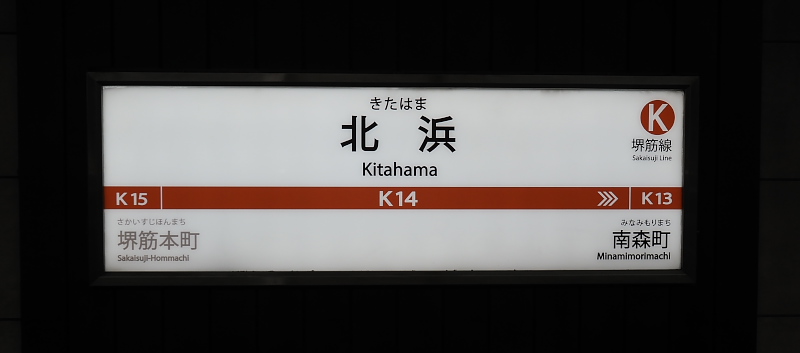 きたはま
北浜
Kitahama
K
堺筋線
Sakaisuji Line
K15
K14
K13
さかいすじほんまち
堺筋本町
Sakaisuji-Hommachi
みなみもりまち
南森町
Minamimorimachi